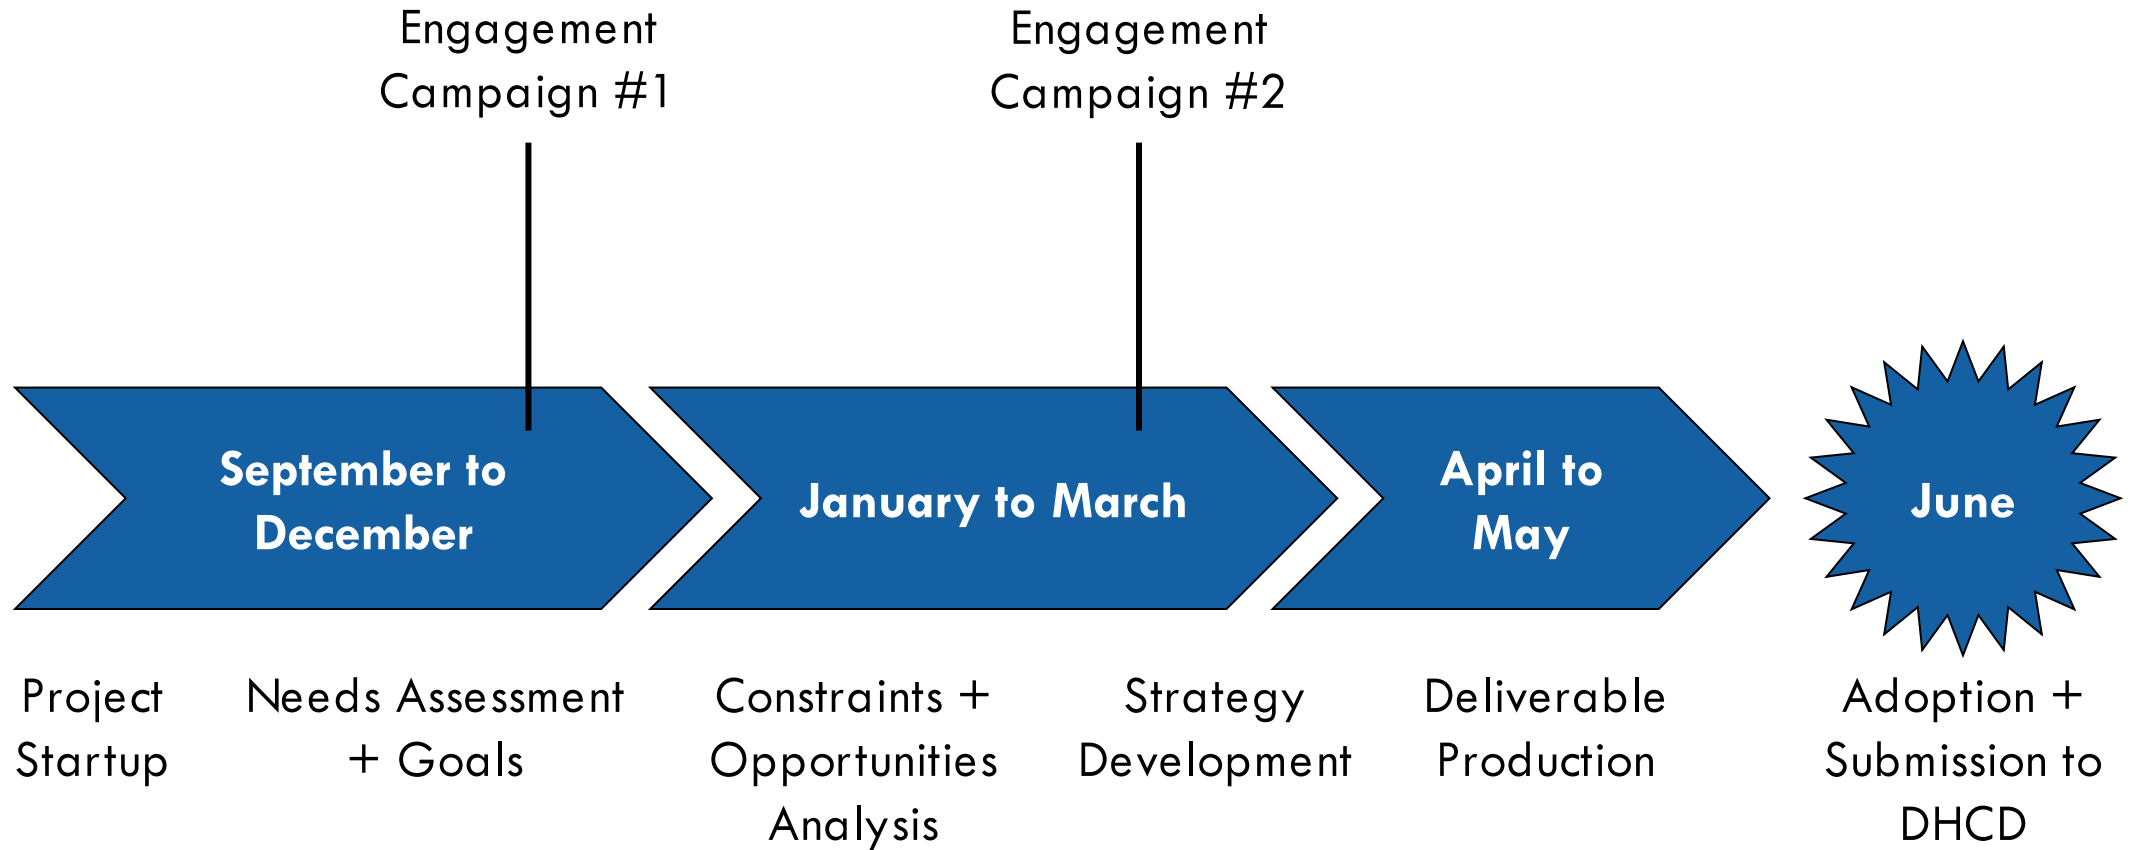 Engagement
Campaign #1
Engagement
Campaign #2
September to
December
January to March
April to
May
June
Project
Startup
Needs Assessment
+ Goals
Constraints +
Opportunities
Analysis
Strategy
Development
Deliverable
Production
Adoption +
Submission to
DHCD